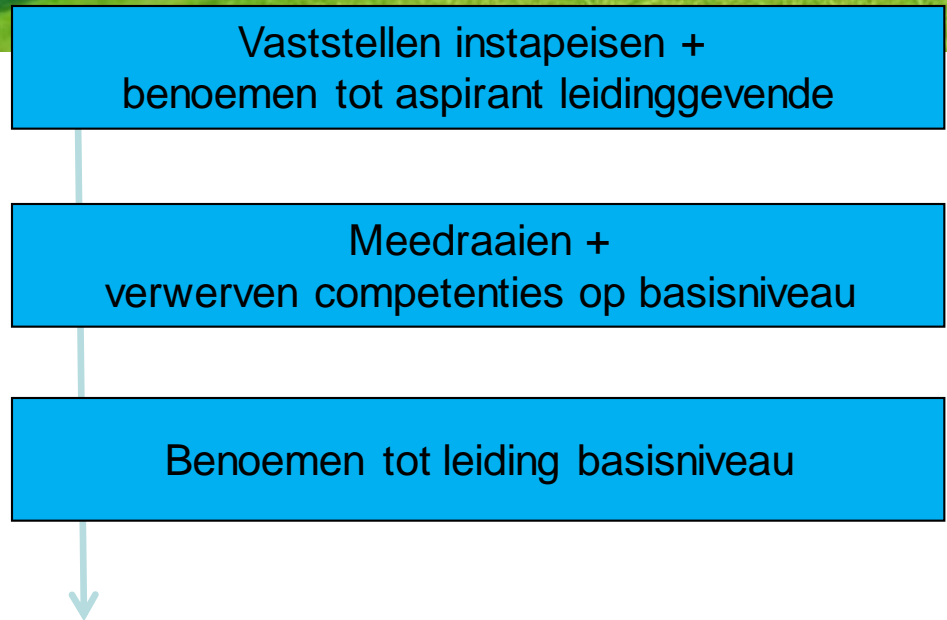 Vaststellen instapeisen +
benoemen tot aspirant leidinggevende
Meedraaien +
verwerven competenties op basisniveau
Benoemen tot leiding basisniveau